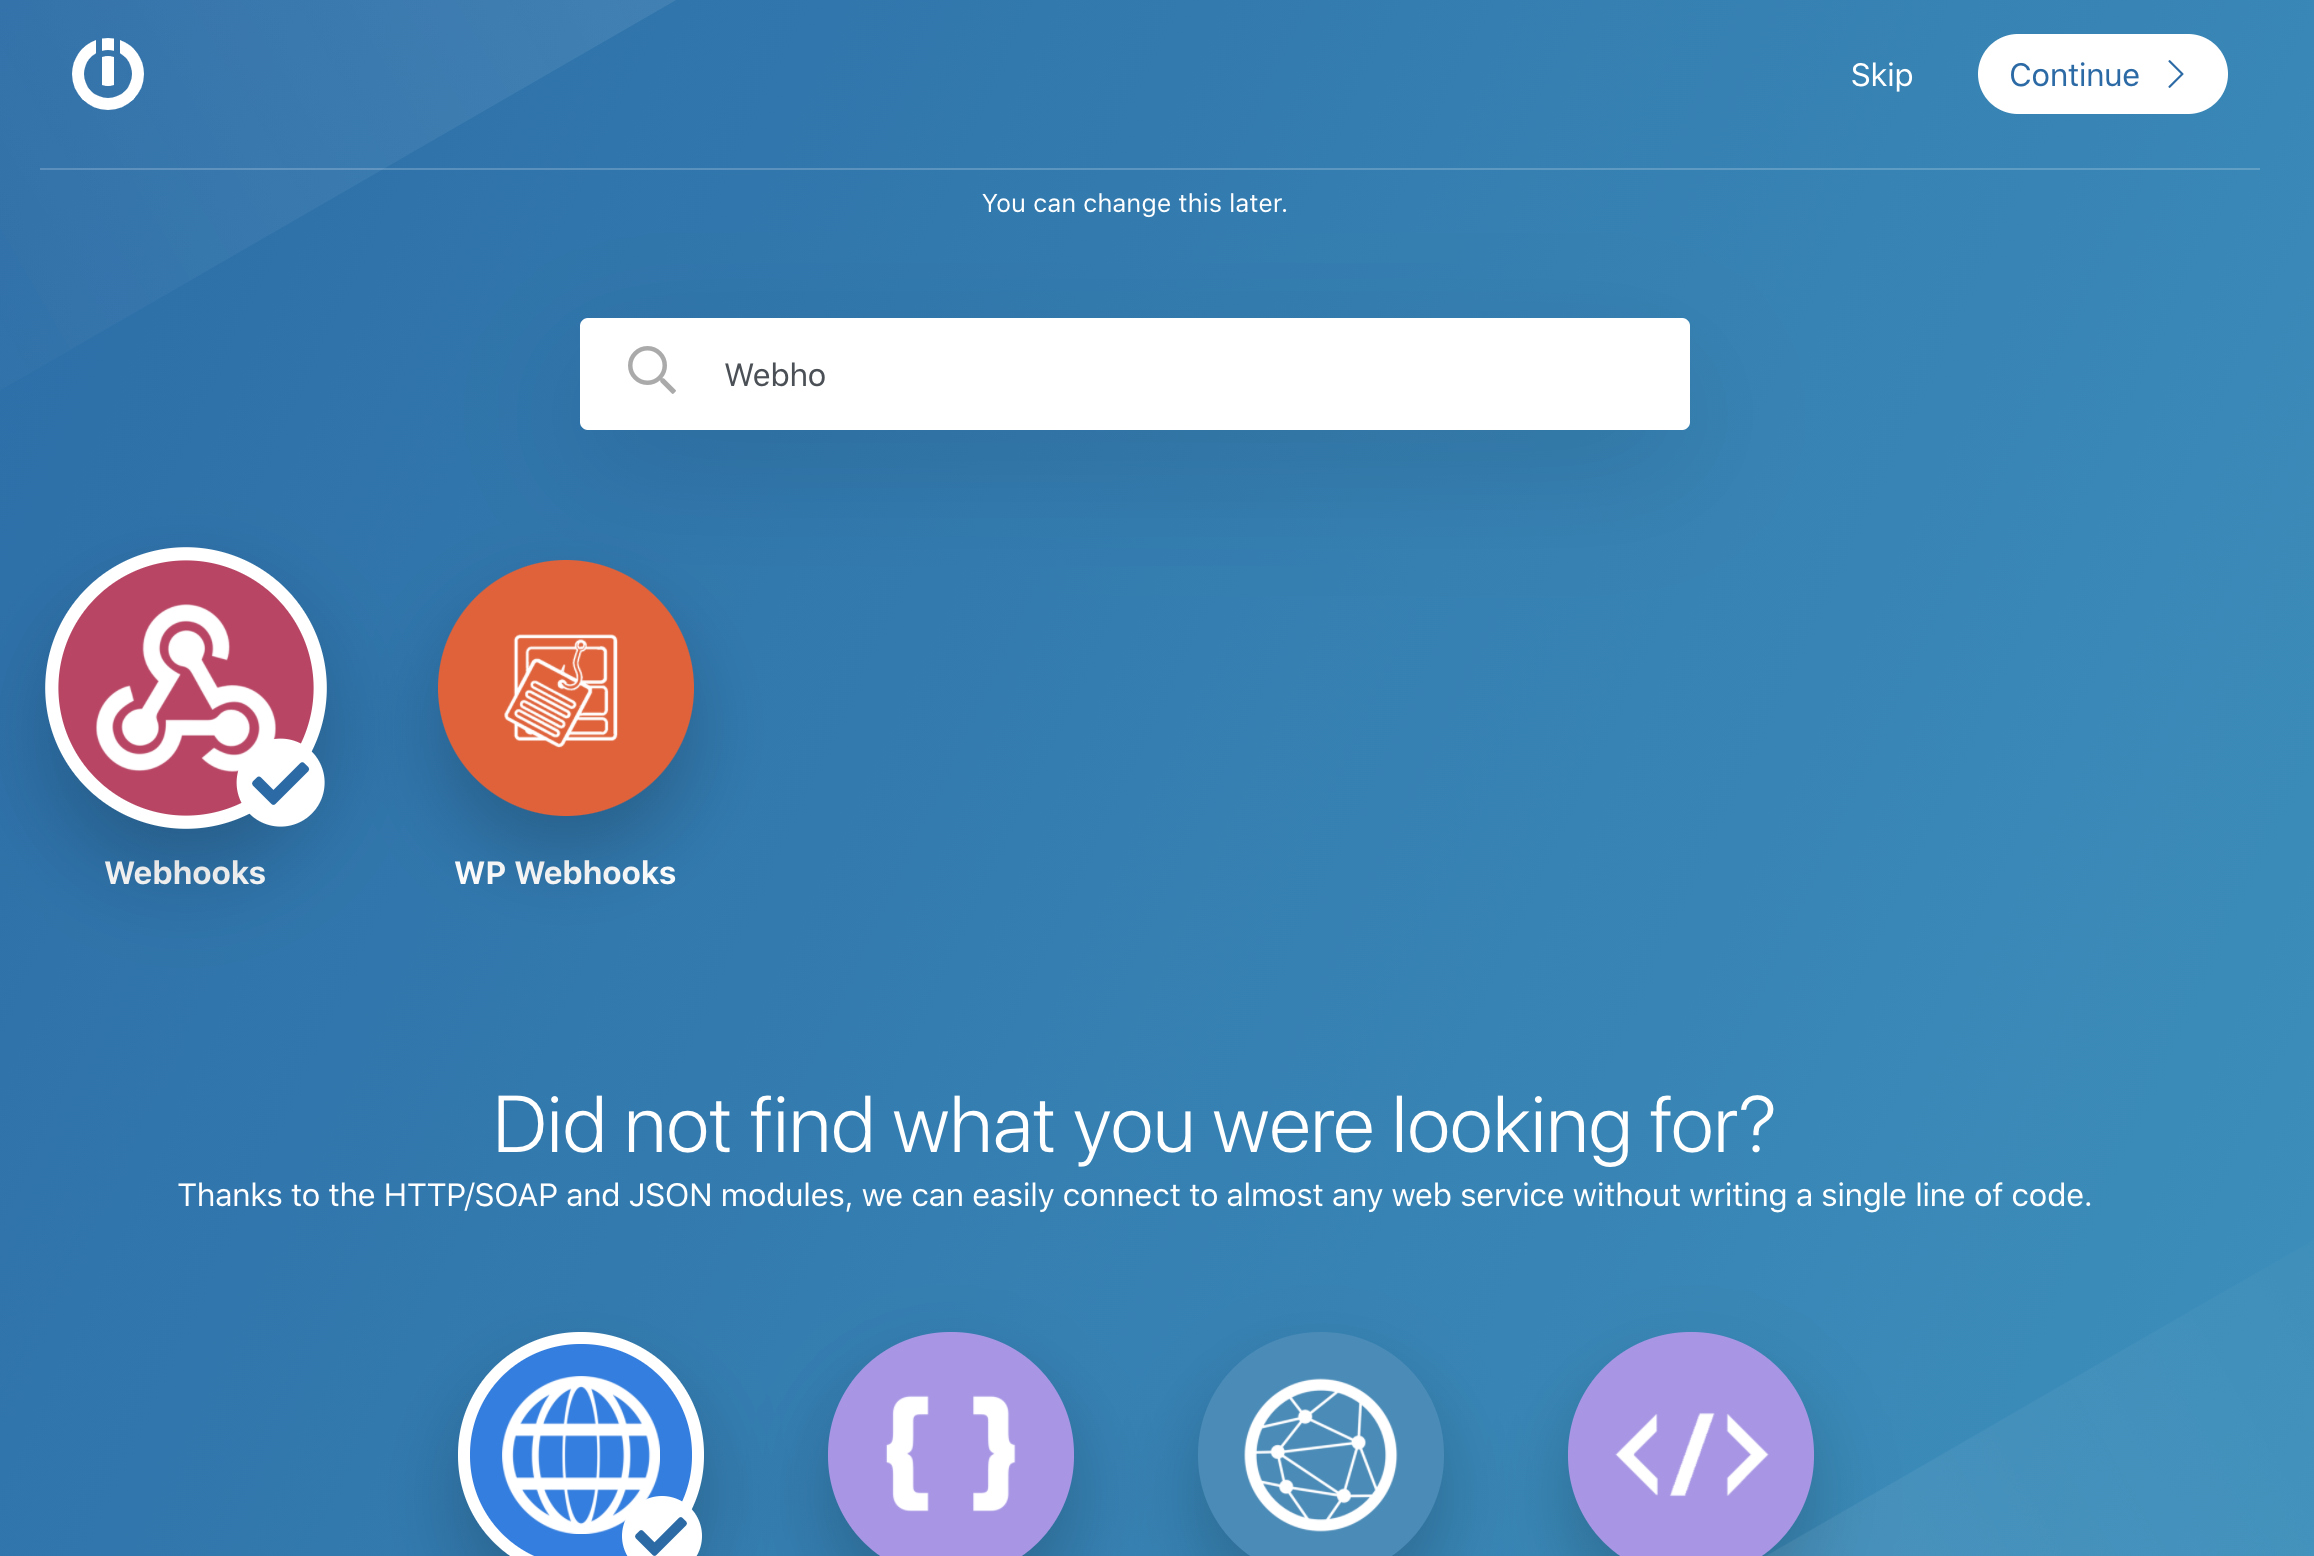 Skip
Continue
You can change this later.
Webho
Webhooks
WP Webhooks
Did not find what you were looking for?
Thanks to the HTTP/SOAP and JSON modules, we can easily connect to almost any web service without writing a single line of code.